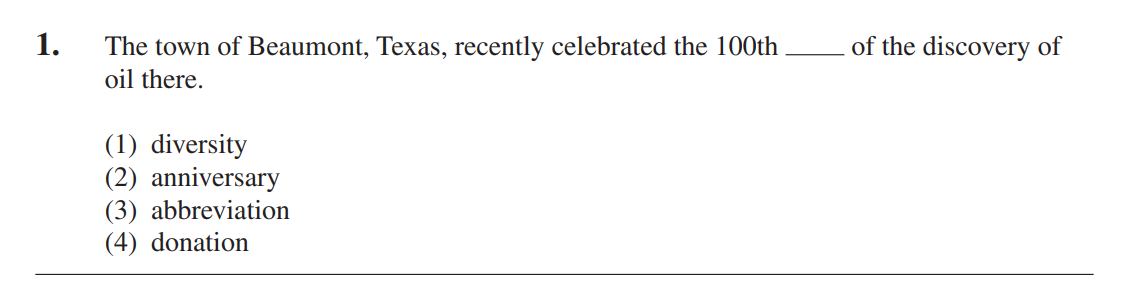 1. The town of Beaumont, Texas, recently celebrated the 100th ____ of the discovery of
oil there.
(1) diversity
(2) anniversary
(3) abbreviation
(4) donation